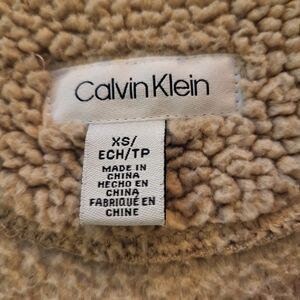 Calvin Klein
XS/
ECH/TP
MADE IN
CHINA
HECHO EN
CHINA
FABRIQUÉ EN
CHINE